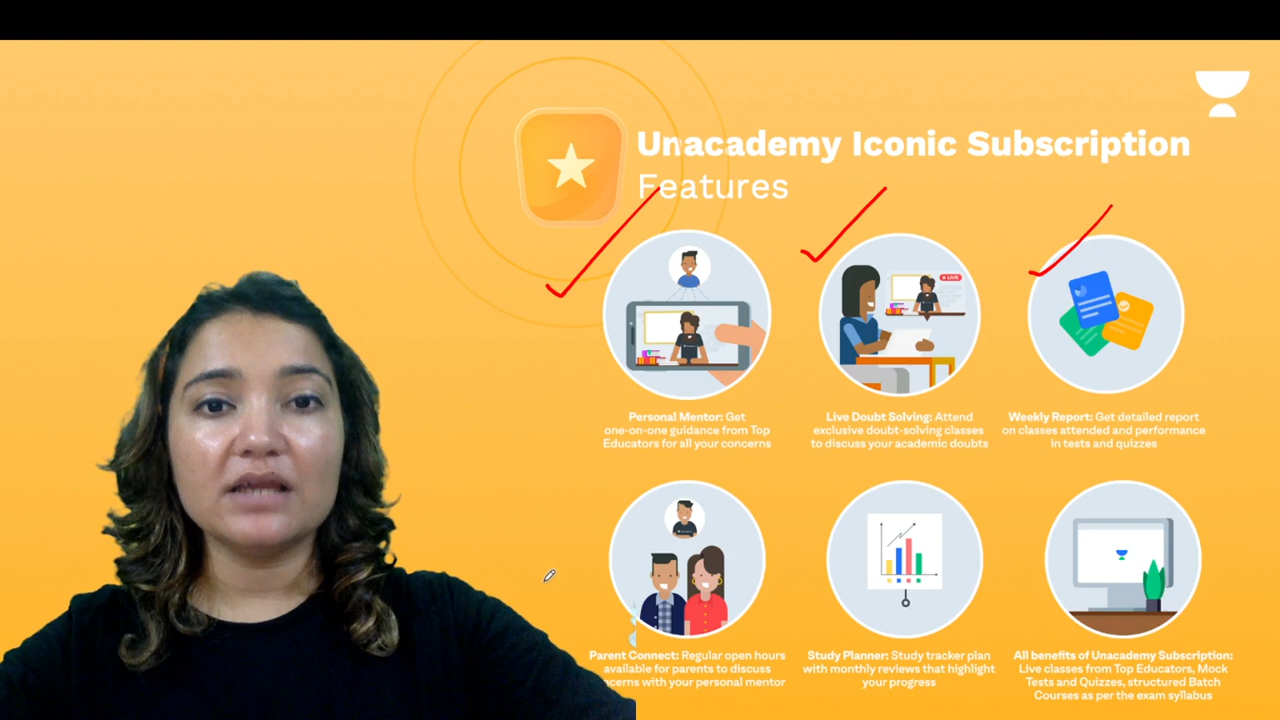 Unacademy Iconic Subscription
Features
LIVE
Personal Mentor: Get
one-on-one guidance from Top
Educators for all your concerns
Live Doubt Solving: Attend
exclusive doubt-solving classes
to discuss your academic doubts
Weekly Report: Get detailed report
on classes attended and performance
in tests and quizzes
Parent Connect: Regular open hours
available for parents to discuss
with your personal mentor
Study Planner: Study tracker plan
with monthly reviews that highlight
your progress
All benefits of Unacademy Subscription:
Live classes from Top Educators, Mock
Tests and Quizzes, structured Batch
Courses as per the exam syllabus